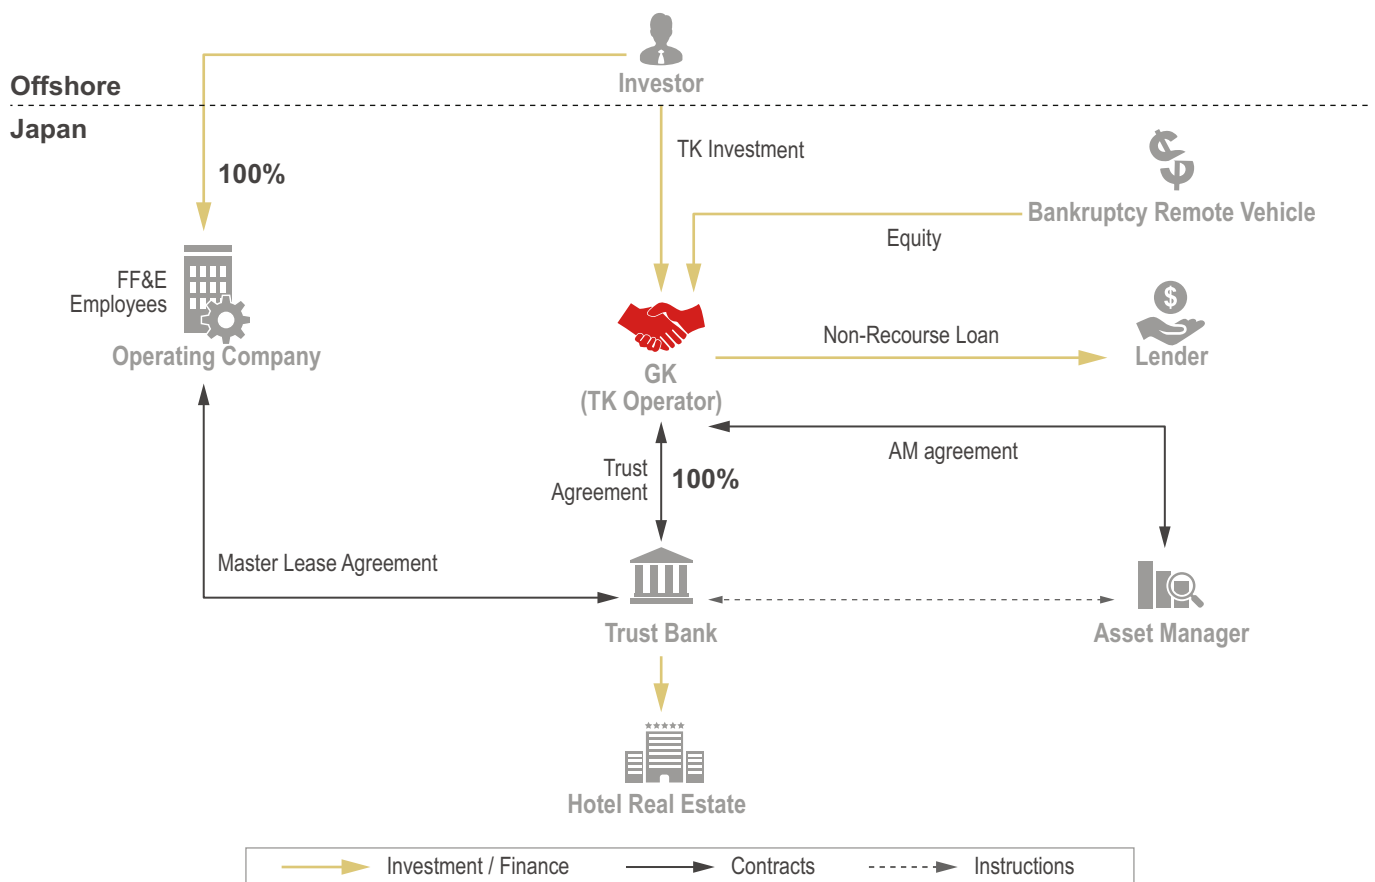 Investor
Offshore
Japan
TK Investment
100%
Bankruptcy Remote Vehicle
Equity
FF&E
Employees
Operating Company
Non-Recourse Loan
$
Lender
GK
(TK Operator)
AM agreement
Trust
Agreement
100%
Master Lease Agreement
Trust Bank
Asset Manager
Hotel Real Estate
Investment / Finance
Contracts
Instructions